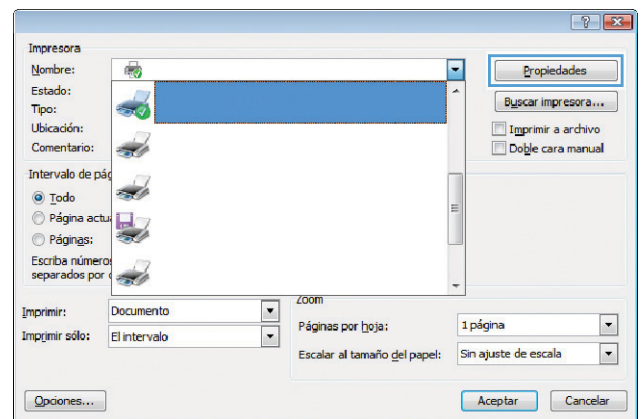 Impresora
Nombre:
Propiedades
Estado:
Tipo:
Buscar impresora...
Ubicación:
Imprimir a archivo
Comentario:
Doble cara manual
Intervalo de pág
Todo
Página actu
Páginas:
Escriba número
separados por
Zoom
Imprimir: Documento
Páginas por hoja: 1 página
Imprimir sólo: El intervalo
Escalar al tamaño del papel: Sin ajuste de escala
Opciones...
Aceptar
Cancelar